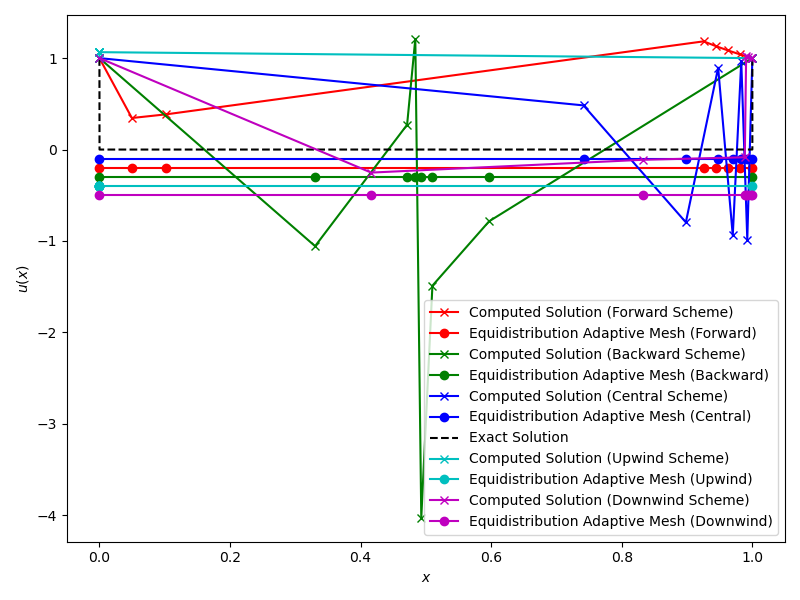 1
0
−1
−2
−3
−4
u(x)
0.0
0.2
0.4
0.6
0.8
1.0
x
Computed Solution (Forward Scheme)
Equidistribution Adaptive Mesh (Forward)
Computed Solution (Backward Scheme)
Equidistribution Adaptive Mesh (Backward)
Computed Solution (Central Scheme)
Equidistribution Adaptive Mesh (Central)
Exact Solution
Computed Solution (Upwind Scheme)
Equidistribution Adaptive Mesh (Upwind)
Computed Solution (Downwind Scheme)
Equidistribution Adaptive Mesh (Downwind)